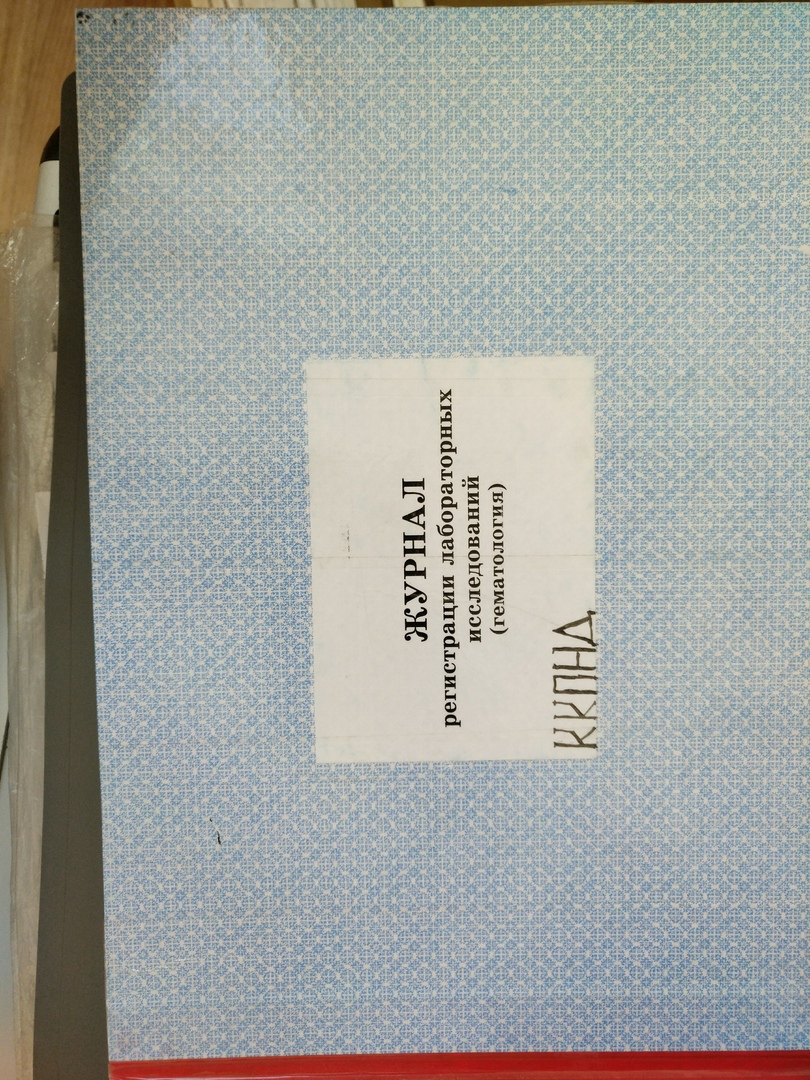 ЖУРНАЛ
регистрации лабораторных
исследований
(гематология)
ККПНД